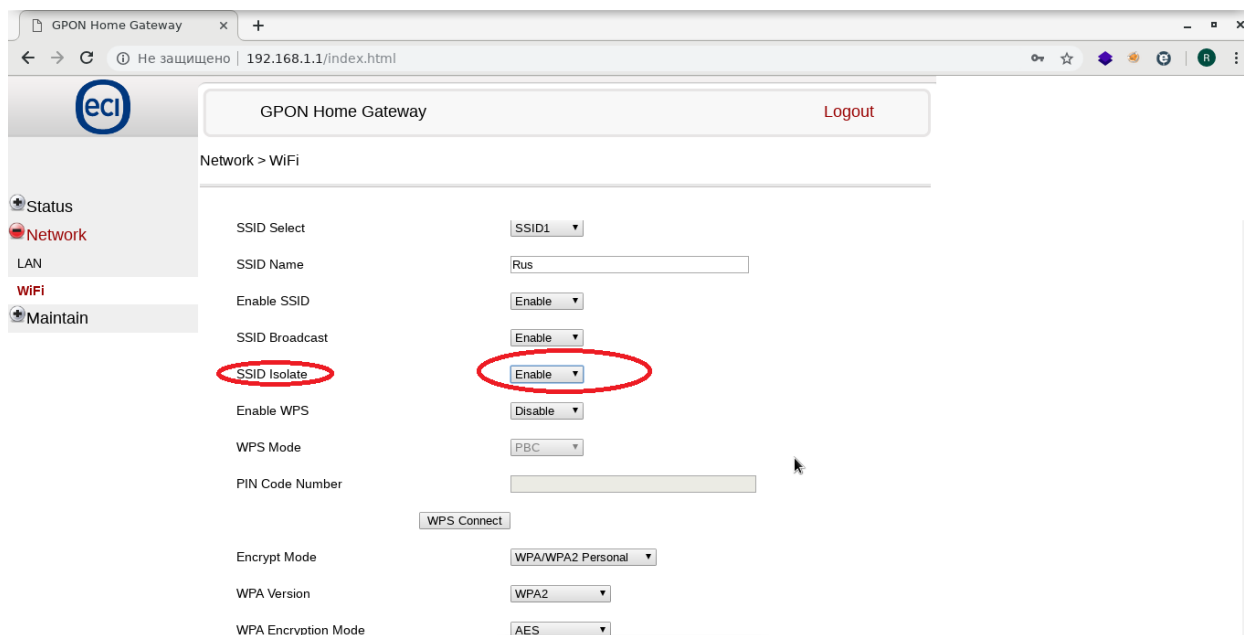 GPON Home Gateway
Не защищено | 192.168.1.1/index.html
R
eci
GPON Home Gateway Logout
Network > WiFi
Status
Network
LAN
WiFi
Maintain
SSID Select SSID1
SSID Name Rus
Enable SSID Enable
SSID Broadcast Enable
SSID Isolate Enable
Enable WPS Disable
WPS Mode PBC
PIN Code Number
WPS Connect
Encrypt Mode WPA/WPA2 Personal
WPA Version WPA2
WPA Encryption Mode AES